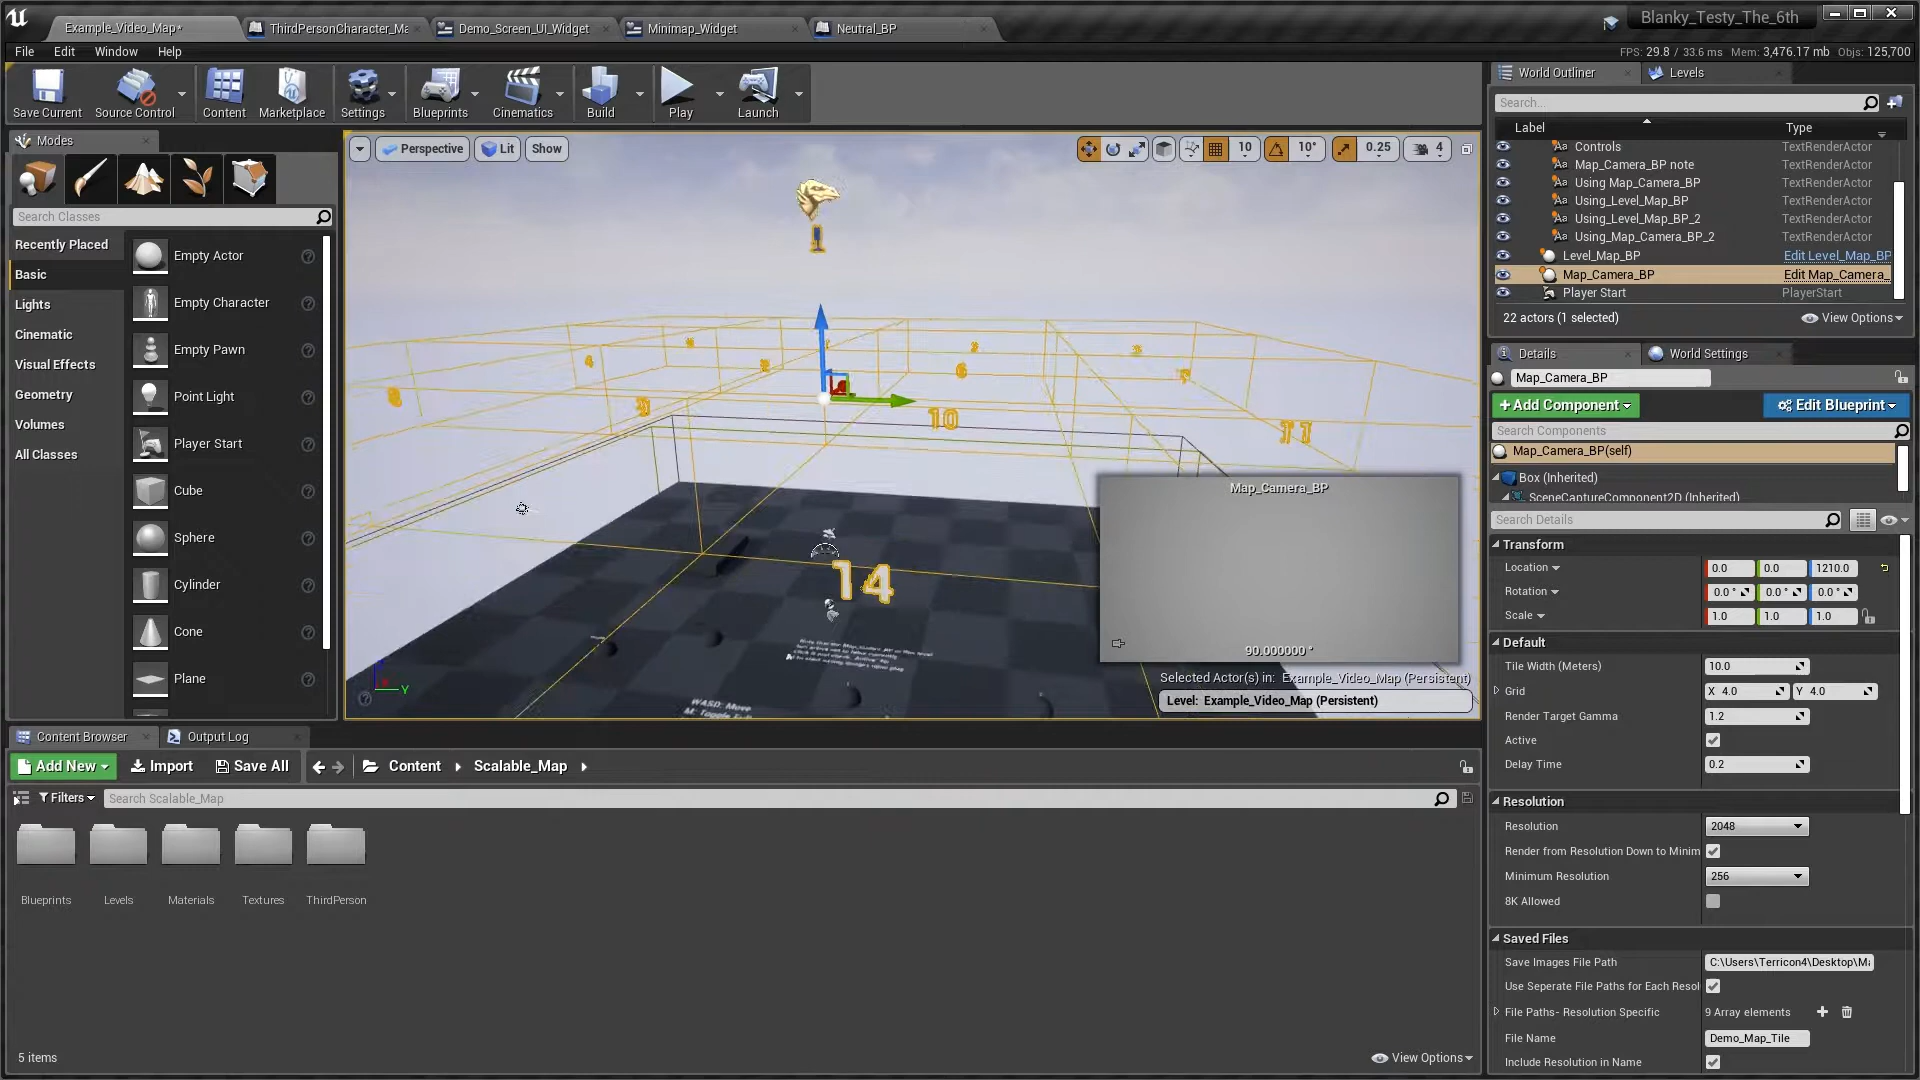 Example_Video_Map*
ThirdPersonCharacter_Ma
Demo_Screen_UI_Widget
Minimap_Widget
Neutral_BP
Blanky_Testy_The_6th
File Edit Window Help
FPS: 29.8 / 33.6 ms Mem: 3,476.17 mb Objs: 125,700
Save Current
Source Control
Content
Marketplace
Settings
Blueprints
Cinematics
Build
Play
Launch
Modes
Search Classes
Recently Placed
Basic
Lights
Cinematic
Visual Effects
Geometry
Volumes
All Classes
Empty Actor
Empty Character
Empty Pawn
Point Light
Player Start
Cube
Sphere
Cylinder
Cone
Plane
Perspective
Lit
Show
10
10°
0.25
4
4
2
6
10
11
14
WASD: Move
Y
Map_Camera_BP
90.000000 °
Selected Actor(s) in: Example_Video_Map (Persistent)
Level: Example_Video_Map (Persistent)
World Outliner
Levels
Search...
Label Type
Controls TextRenderActor
Map_Camera_BP note TextRenderActor
Using Map_Camera_BP TextRenderActor
Using_Level_Map_BP TextRenderActor
Using_Level_Map_BP_2 TextRenderActor
Using_Map_Camera_BP_2 TextRenderActor
Level_Map_BP Edit Level_Map_BP
Map_Camera_BP Edit Map_Camera_
Player Start PlayerStart
22 actors (1 selected)
View Options
Details
World Settings
Map_Camera_BP
+Add Component
Edit Blueprint
Search Components
Map_Camera_BP(self)
Box (Inherited)
SceneCaptureComponent2D (Inherited)
Search Details
Transform
Location 0.0 0.0 1210.0
Rotation 0.0 ° 0.0 ° 0.0 °
Scale 1.0 1.0 1.0
Default
Tile Width (Meters) 10.0
Grid X 4.0 Y 4.0
Render Target Gamma 1.2
Active
Delay Time 0.2
Resolution
Resolution 2048
Render from Resolution Down to Minim
Minimum Resolution 256
8K Allowed
Saved Files
Save Images File Path C:\Users\Terricon4\Desktop\Ma
Use Seperate File Paths for Each Resol
File Paths- Resolution Specific 9 Array elements
File Name Demo_Map_Tile
Include Resolution in Name
Content Browser
Output Log
Add New
Import
Save All
Content
Scalable_Map
Filters
Search Scalable_Map
Blueprints
Levels
Materials
Textures
ThirdPerson
5 items
View Options